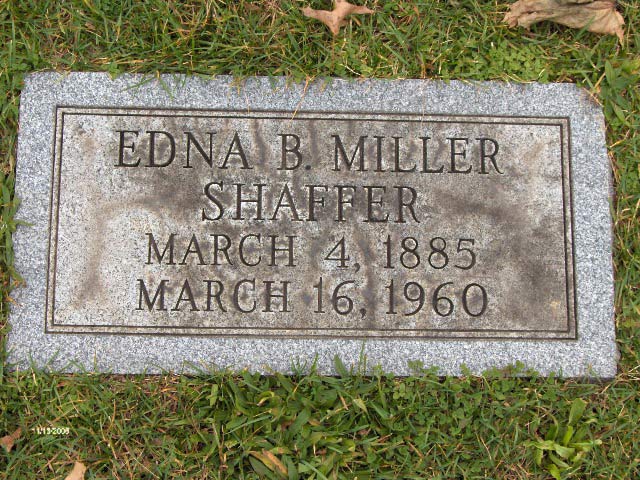 EDNA B. MILLER
SHAFFER
MARCH 4, 1885
MARCH 16, 1960